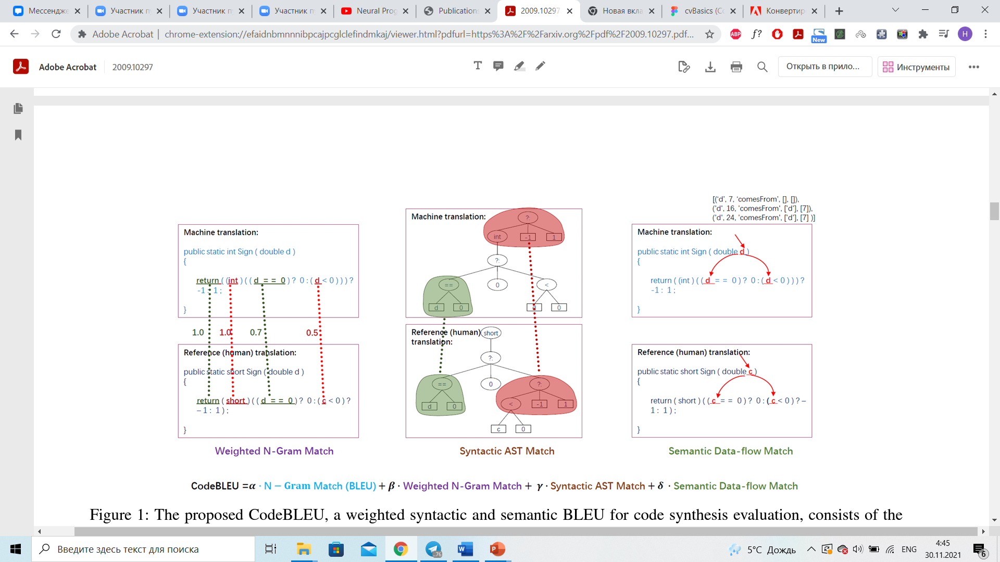 Мессендже
Участник п
Участник п
Участник п
Neural Prog
Publication
2009.10297
Новая вкла
cvBasics (Co
Конвертир
Adobe Acrobat
chrome-extension://efaidnbmnnnibpcajpcglclefindmkaj/viewer.html?pdfurl=https%3A%2F%2Farxiv.org%2Fpdf%2F2009.10297.pdf...
ABP
f?
New
H
Adobe Acrobat
2009.10297
Открыть в прило...
Инструменты
Machine translation:
public static int Sign ( double d )
{
return ( (int ) ( ( d = = 0 ) ? 0 : ( d < 0 ) ) ) ?
-1 : 1 ;
}
1.0 1.0 0.7 0.5
Reference (human) translation:
public static short Sign ( double d )
{
return ( short ) ( ( d = = 0 ) ? 0 : ( c < 0 ) ?
– 1 : 1 ) ;
}
Weighted N-Gram Match
Machine translation:
?:
int -1 1
?:
== 0 <
d 0 d 0
Reference (human)
translation:
short
?:
== 0 ?:
d 0 < -1 1
c 0
Syntactic AST Match
[('d', 7, 'comesFrom', [], []),
('d', 16, 'comesFrom', ['d'], [7]),
('d', 24, 'comesFrom', ['d'], [7] )]
Machine translation:
public static int Sign ( double d )
{
return ( (int ) ( ( d = = 0 ) ? 0 : ( d < 0 ) ) ) ?
-1 : 1 ;
}
Reference (human) translation:
public static short Sign ( double c )
{
return ( short ) ( ( c = = 0 ) ? 0 : ( c < 0 ) ? –
1 : 1 ) ;
}
Semantic Data-flow Match
CodeBLEU =α · N – Gram Match (BLEU) + β · Weighted N-Gram Match + γ · Syntactic AST Match + δ · Semantic Data-flow Match
Figure 1: The proposed CodeBLEU, a weighted syntactic and semantic BLEU for code synthesis evaluation, consists of the
Введите здесь текст для поиска
..76
5°C Дождь
ENG
4:45
30.11.2021
6